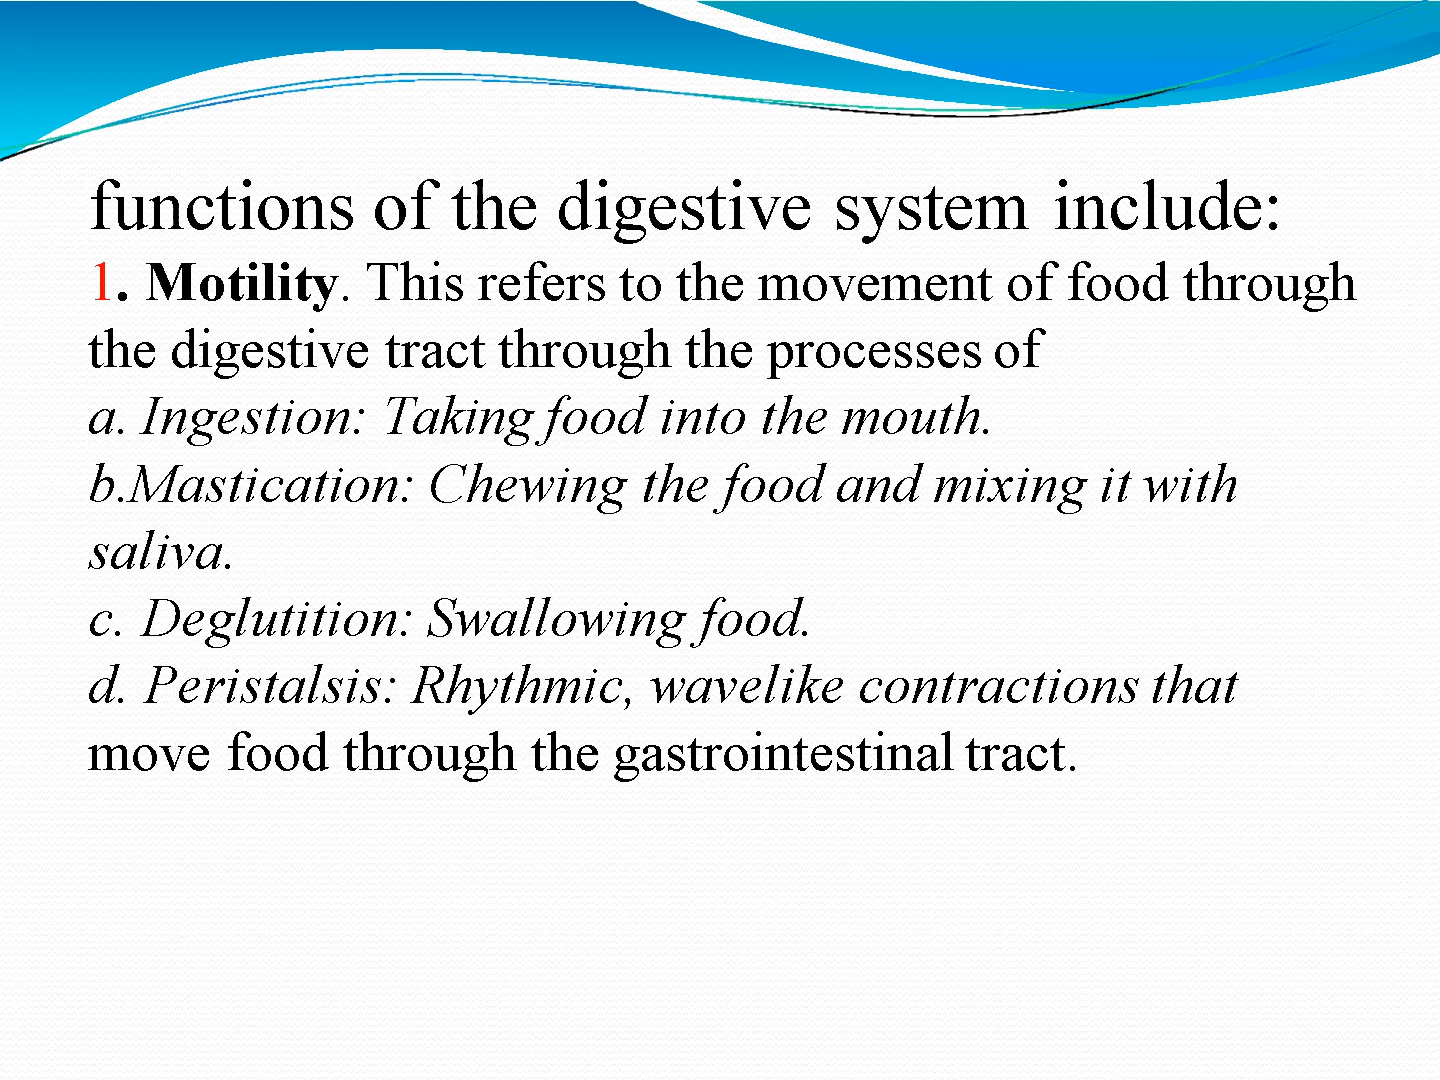 functions of the digestive system include:
1. Motility. This refers to the movement of food through
the digestive tract through the processes of
a. Ingestion: Taking food into the mouth.
b.Mastication: Chewing the food and mixing it with
saliva.
c. Deglutition: Swallowing food.
d. Peristalsis: Rhythmic, wavelike contractions that
move food through the gastrointestinal tract.